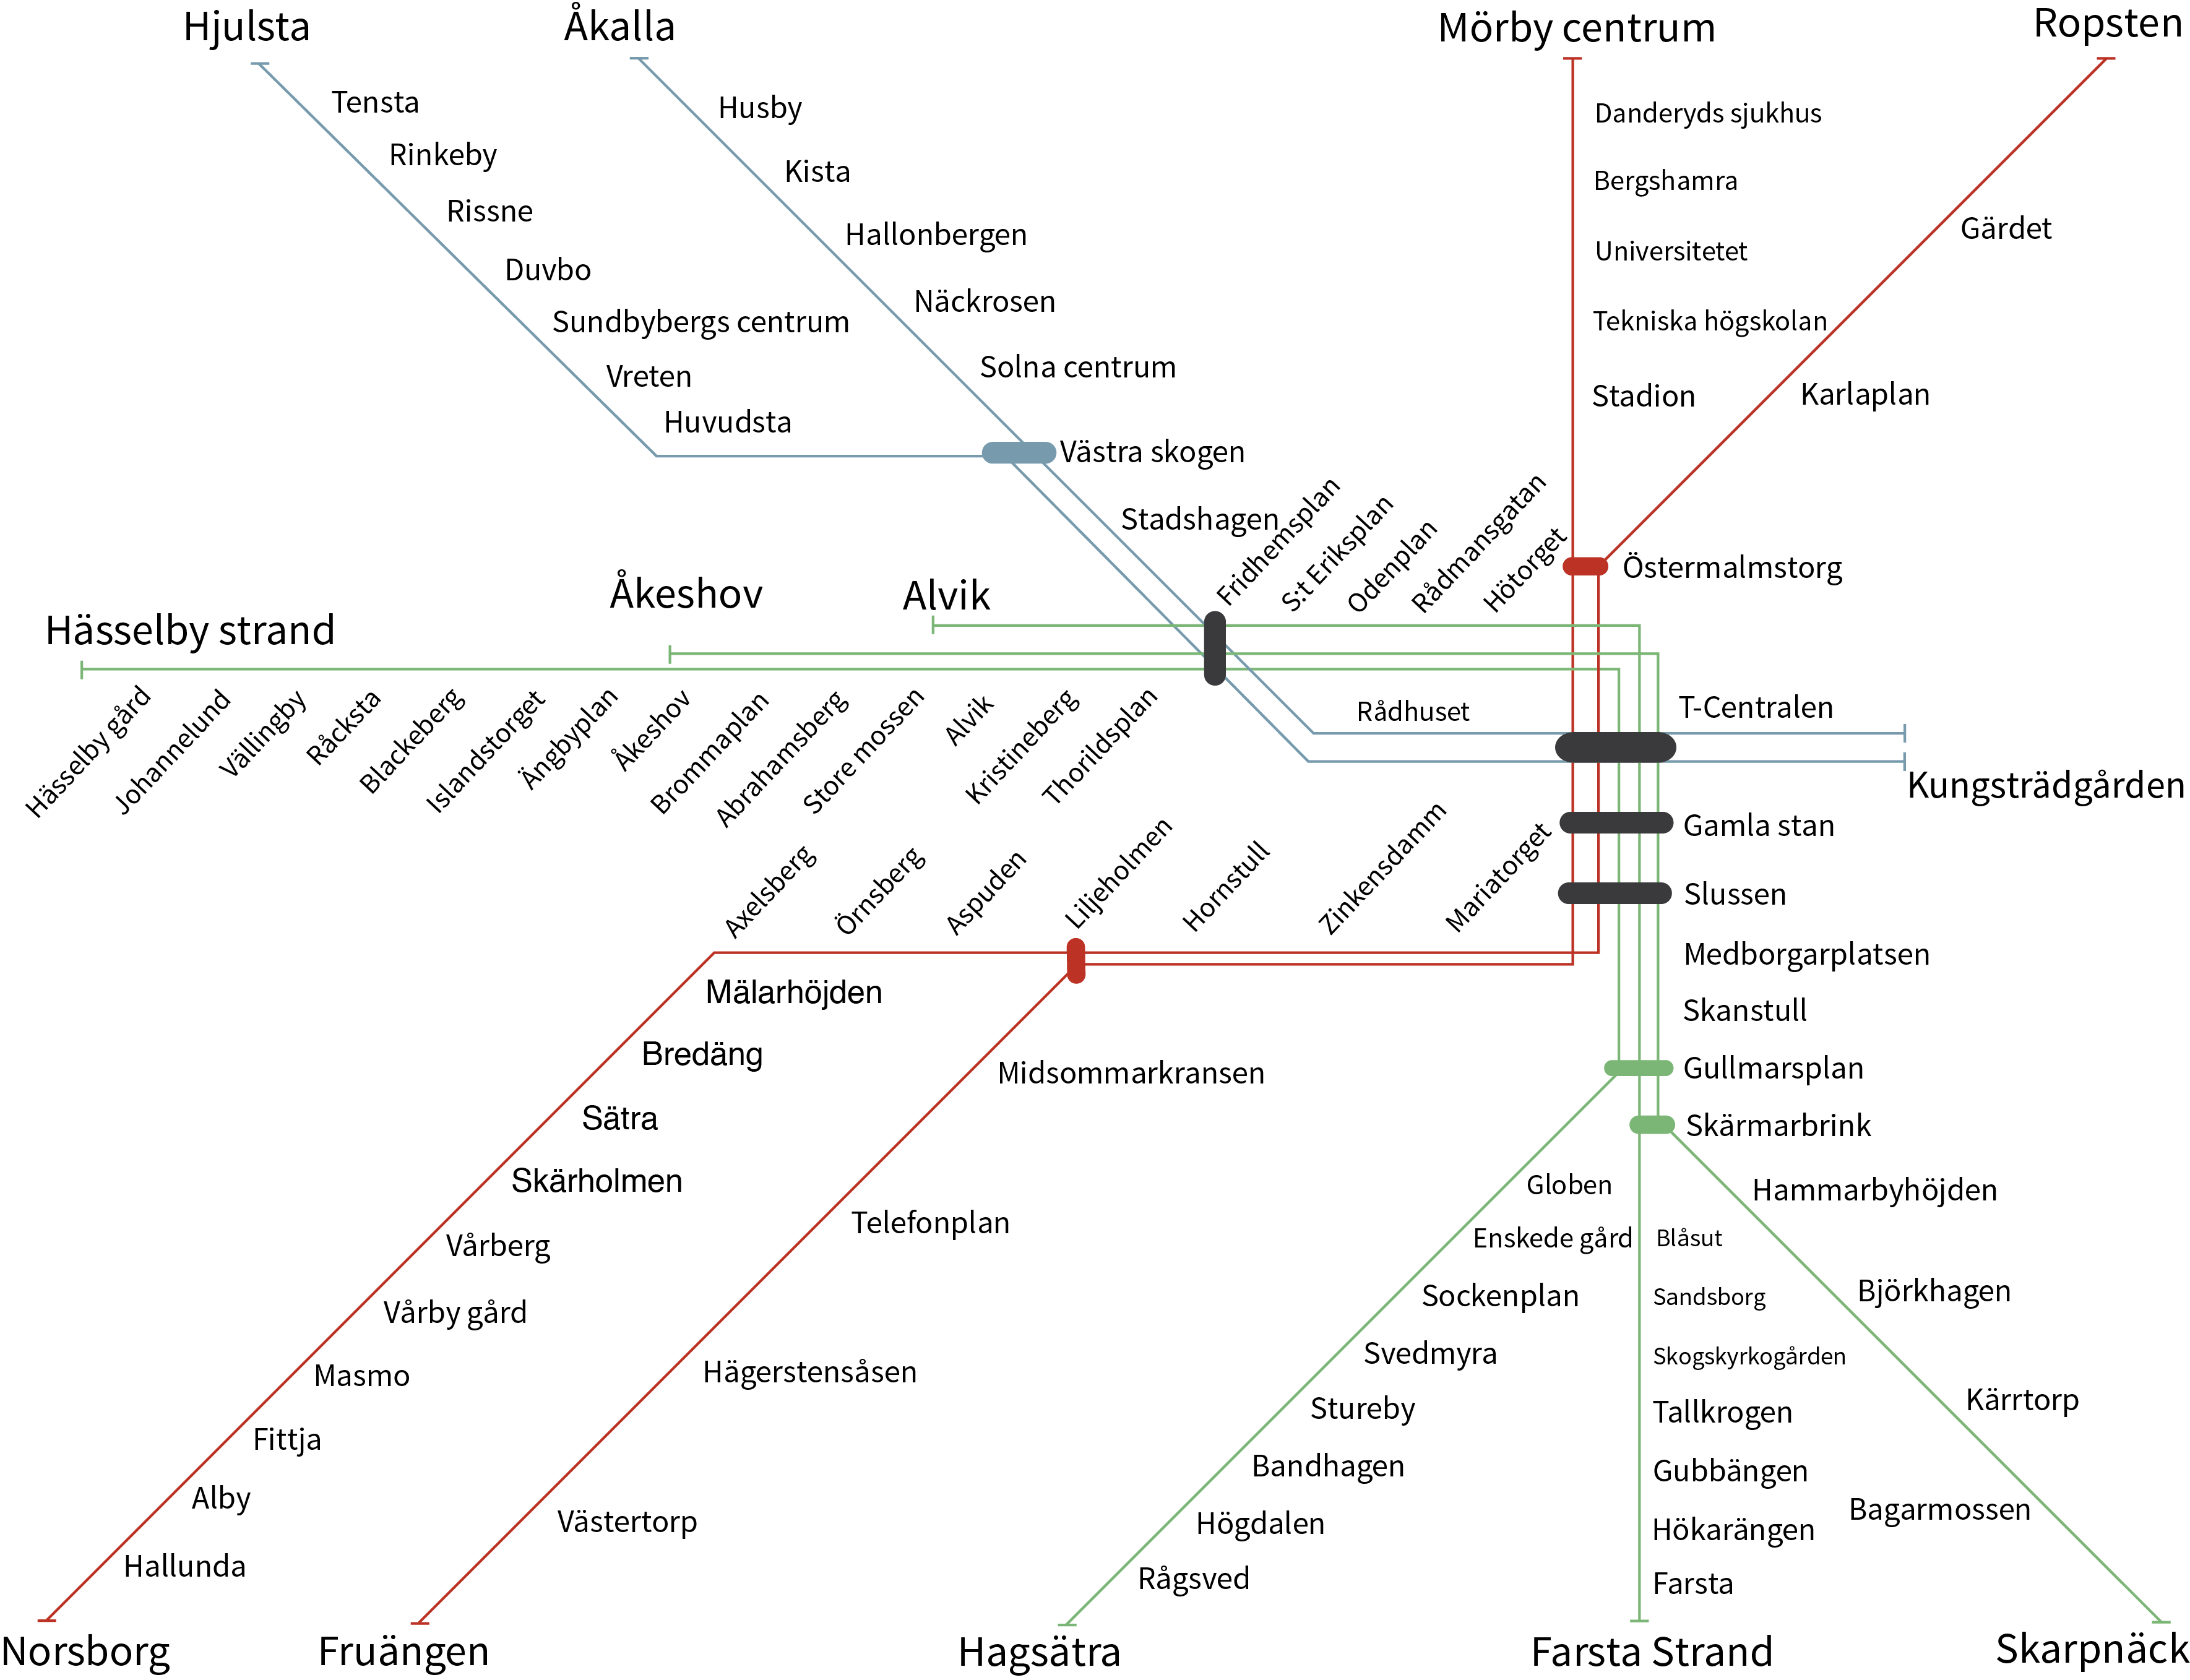 Hjulsta
Åkalla
Mörby centrum
Ropsten
Tensta
Rinkeby
Rissne
Duvbo
Sundbybergs centrum
Vreten
Huvudsta
Husby
Kista
Hallonbergen
Näckrosen
Solna centrum
Västra skogen
Stadshagen
Danderyds sjukhus
Bergshamra
Universitetet
Tekniska högskolan
Stadion
Gärdet
Karlaplan
Östermalmstorg
Fridhemsplan
S:t Eriksplan
Odenplan
Rådmansgatan
Hötorget
Hässelby strand
Åkeshov
Alvik
Hässelby gård
Johannelund
Vällingby
Råcksta
Blackeberg
Islandstorget
Ängbyplan
Åkeshov
Brommaplan
Abrahamsberg
Store mossen
Alvik
Kristineberg
Thorildsplan
Rådhuset
T-Centralen
Kungsträdgården
Gamla stan
Slussen
Medborgarplatsen
Skanstull
Gullmarsplan
Skärmarbrink
Axelsberg
Örnsberg
Aspuden
Liljeholmen
Hornstull
Zinkensdamm
Mariatorget
Mälarhöjden
Bredäng
Sätra
Skärholmen
Vårberg
Vårby gård
Masmo
Fittja
Alby
Hallunda
Midsommarkransen
Telefonplan
Hägerstensåsen
Västertorp
Globen
Enskede gård
Sockenplan
Svedmyra
Stureby
Bandhagen
Högdalen
Rågsved
Blåsut
Sandsborg
Skogskyrkogården
Tallkrogen
Gubbängen
Hökarängen
Farsta
Hammarbyhöjden
Björkhagen
Kärrtorp
Bagarmossen
Norsborg
Fruängen
Hagsätra
Farsta Strand
Skarpnäck